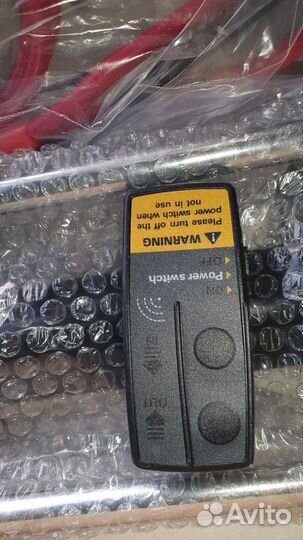 WARNING
Please turn off the
power switch when
not in use
Off
Power switch
On
IN
OUT
Avito